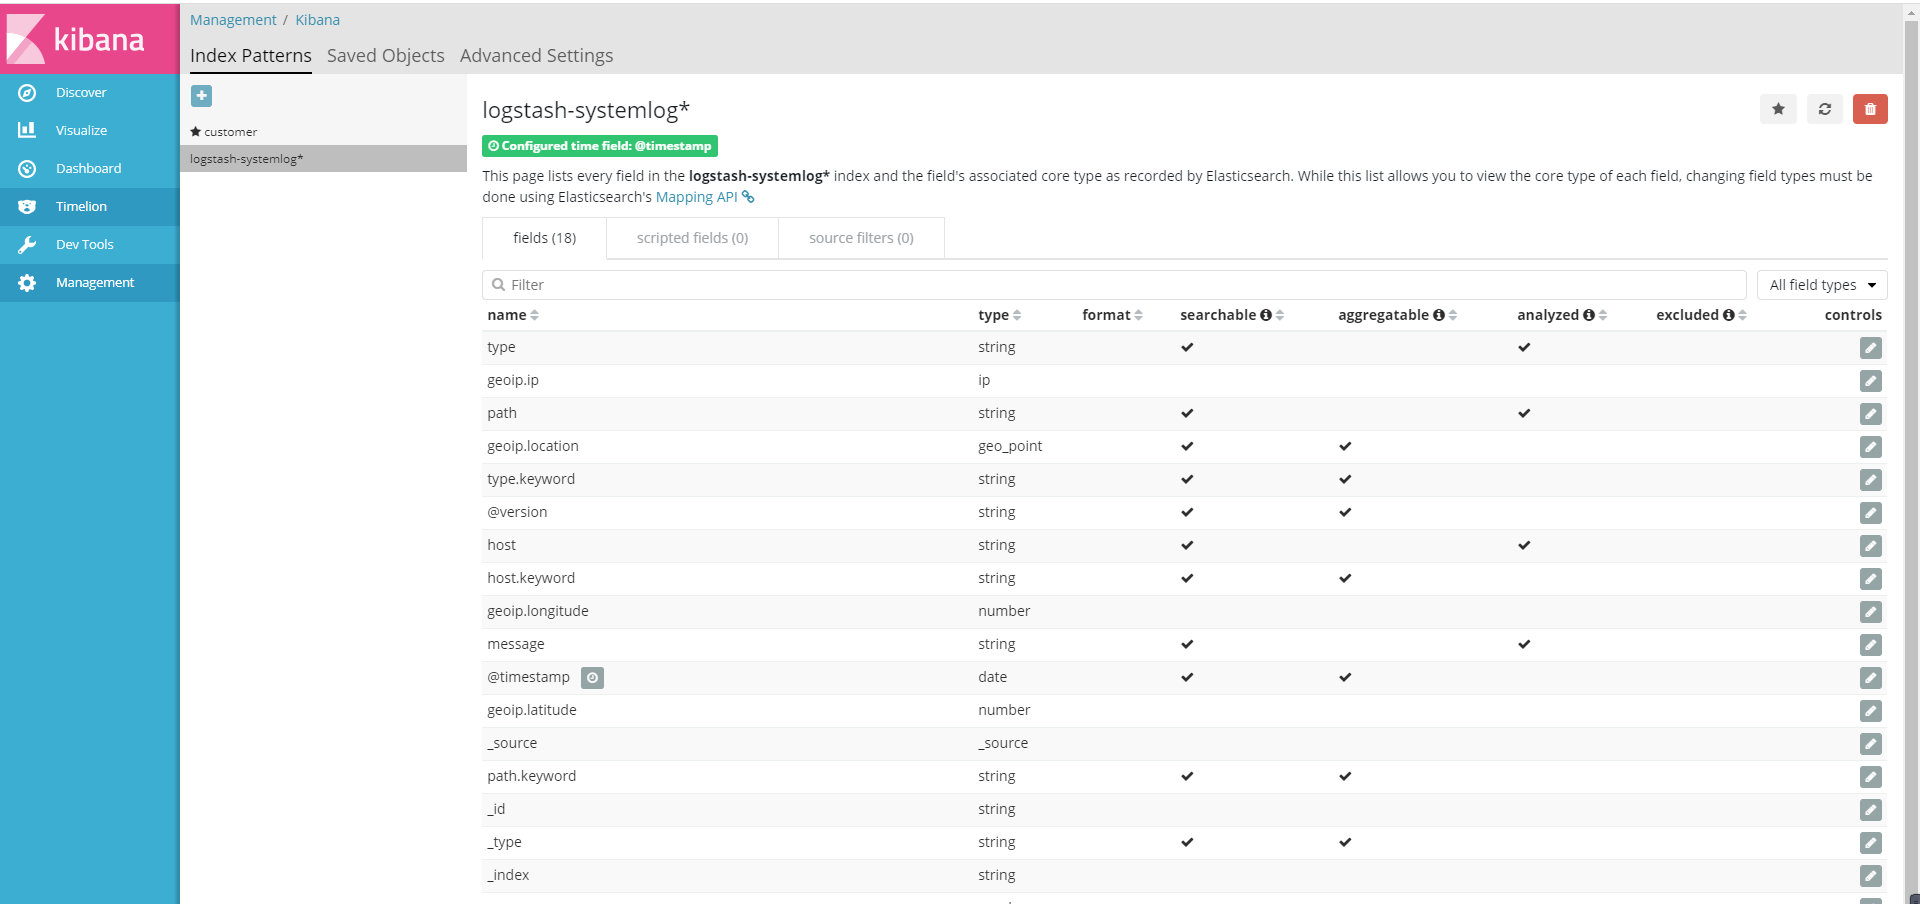 kibana
Discover
Visualize
Dashboard
Timelion
Dev Tools
Management
Management / Kibana
Index Patterns Saved Objects Advanced Settings
customer
logstash-systemlog*
logstash-systemlog*
Configured time field: @timestamp
This page lists every field in the logstash-systemlog* index and the field's associated core type as recorded by Elasticsearch. While this list allows you to view the core type of each field, changing field types must be
done using Elasticsearch's Mapping API
fields (18) scripted fields (0) source filters (0)
Filter All field types
name type format searchable aggregatable analyzed excluded controls
type string
geoip.ip ip
path string
geoip.location geo_point
type.keyword string
@version string
host string
host.keyword string
geoip.longitude number
message string
@timestamp date
geoip.latitude number
_source _source
path.keyword string
_id string
_type string
_index string